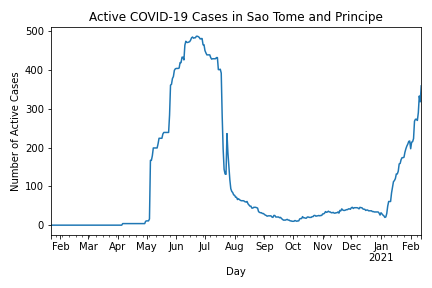 Active COVID-19 Cases in Sao Tome and Principe
Number of Active Cases
500
400
300
200
100
0
Feb Mar Apr May Jun Jul Aug Sep Oct Nov Dec Jan Feb
2021
Day